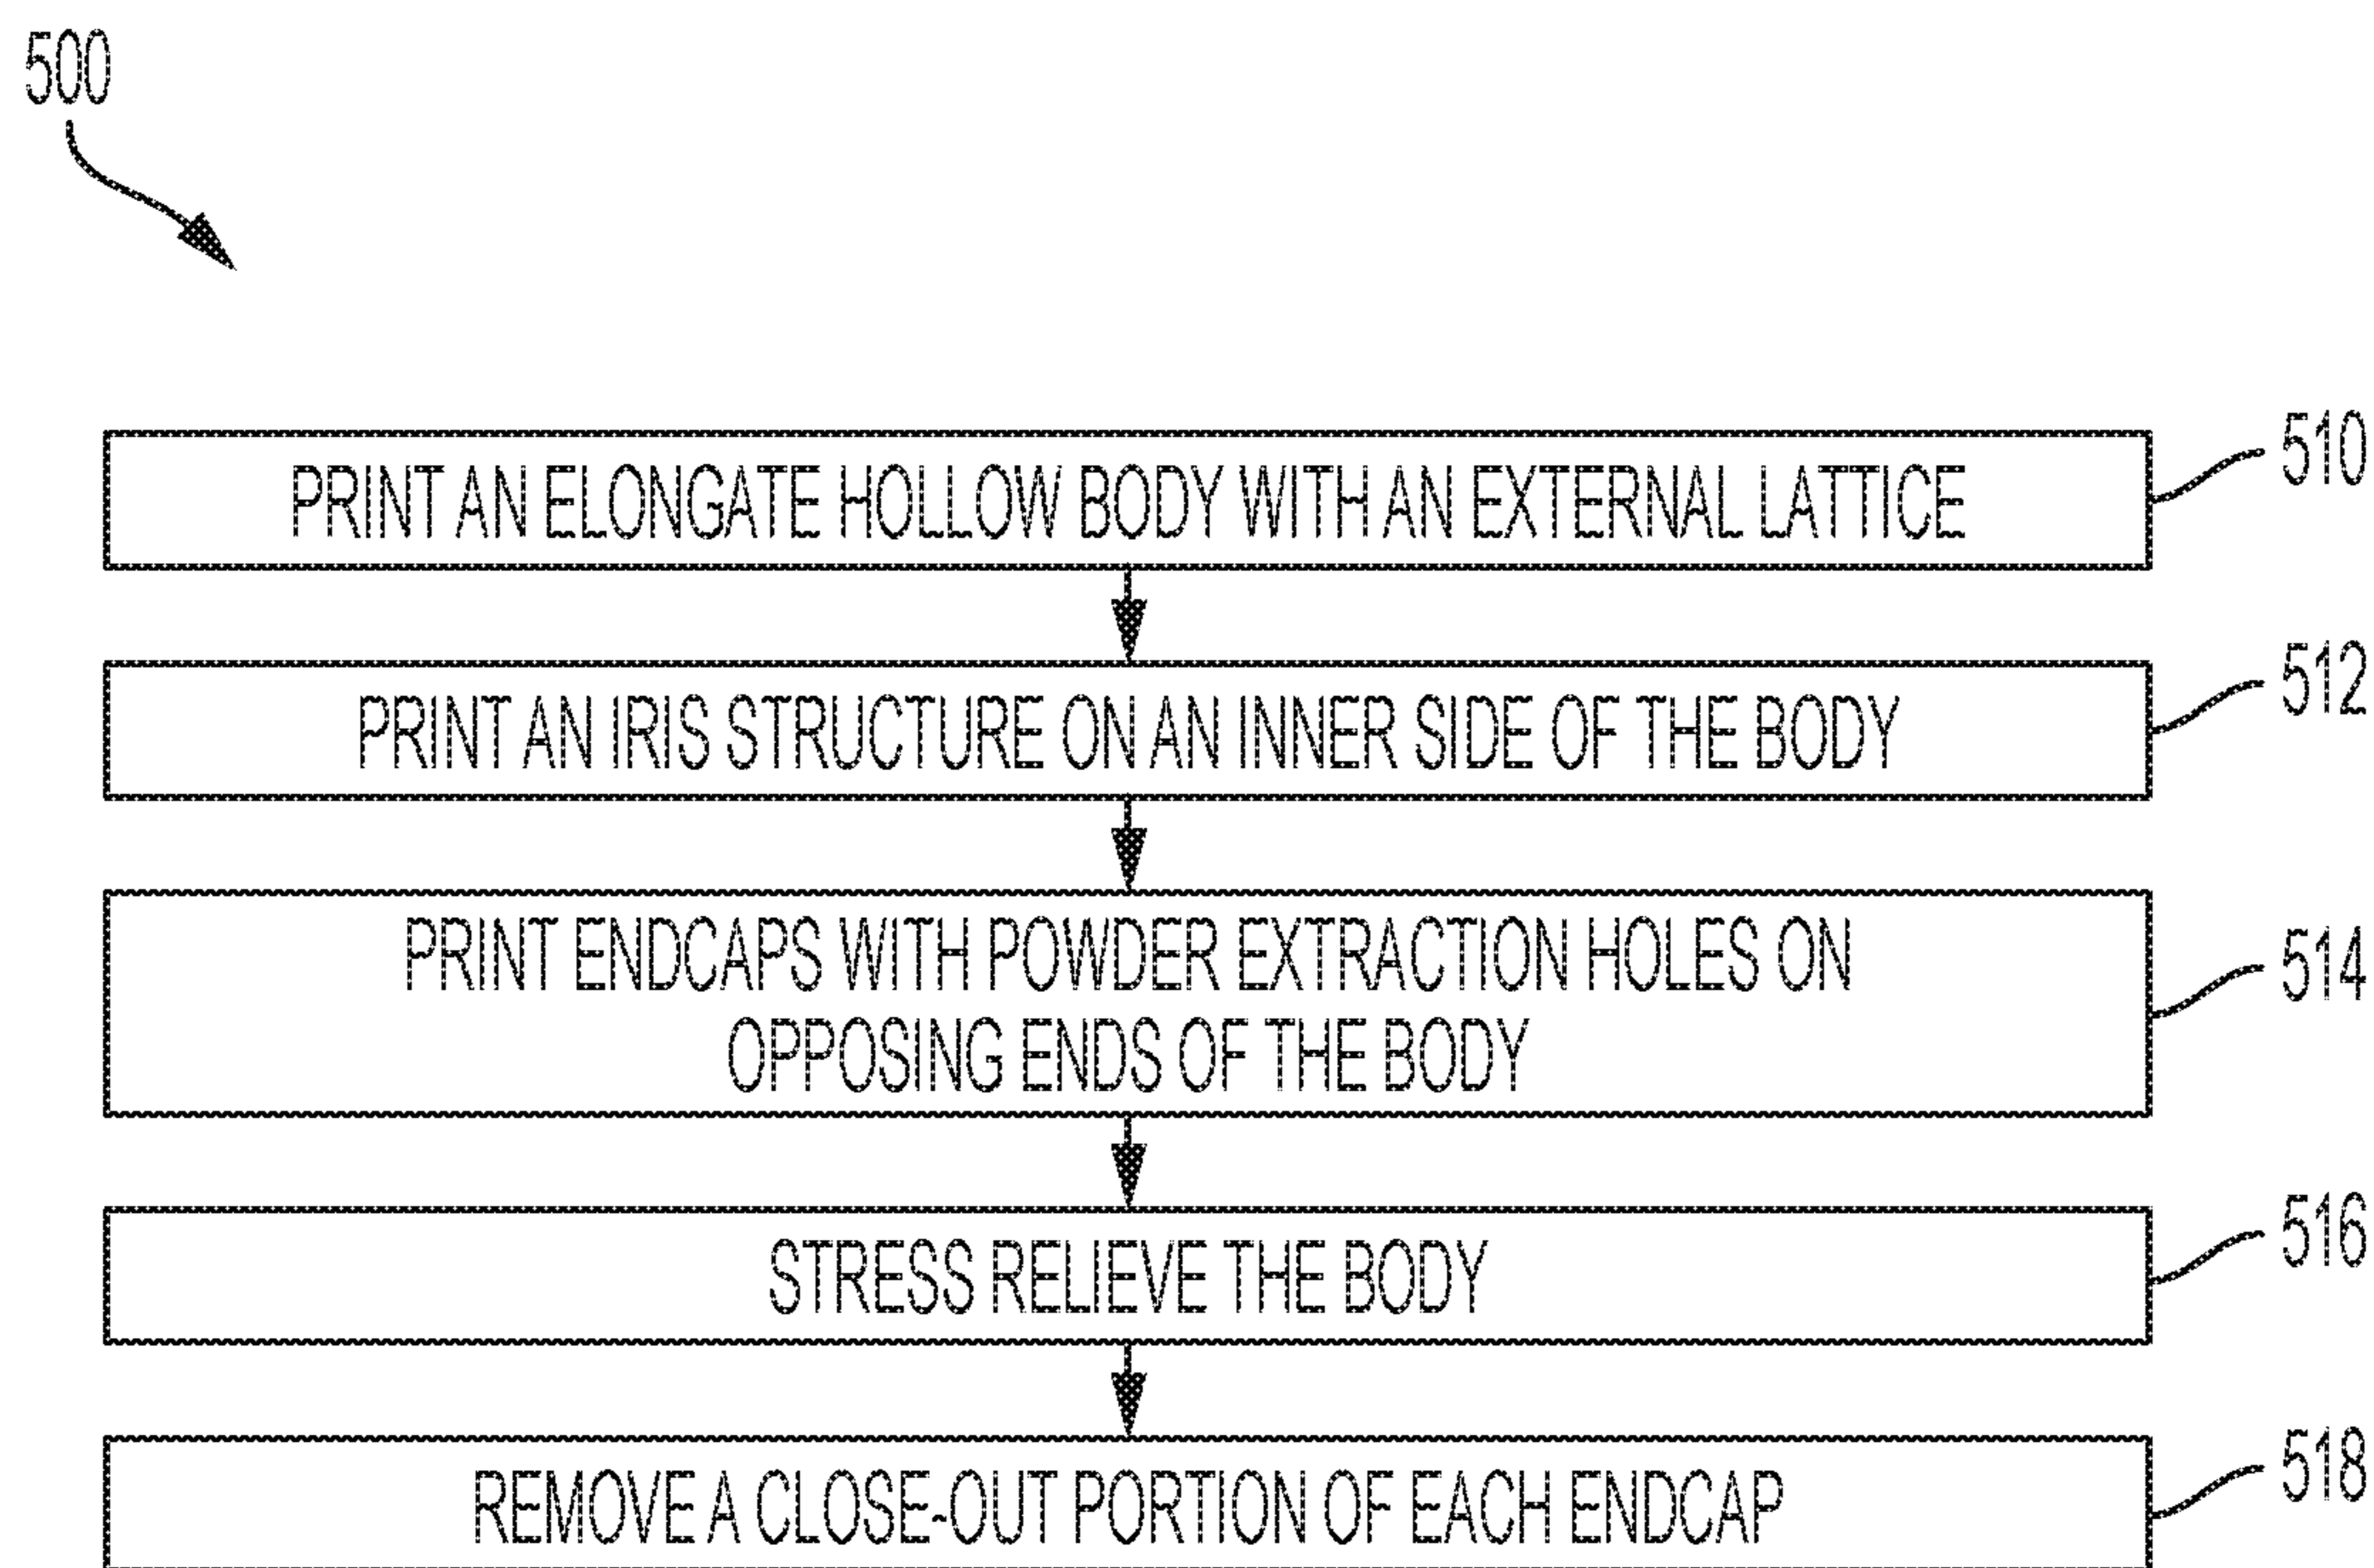 500
PRINT AN ELONGATE HOLLOW BODY WITH AN EXTERNAL LATTICE
510
PRINT AN IRIS STRUCTURE ON AN INNER SIDE OF THE BODY
512
PRINT ENDCAPS WITH POWDER EXTRACTION HOLES ON
OPPOSING ENDS OF THE BODY
514
STRESS RELIEVE THE BODY
516
REMOVE A CLOSE-OUT PORTION OF EACH ENDCAP
518